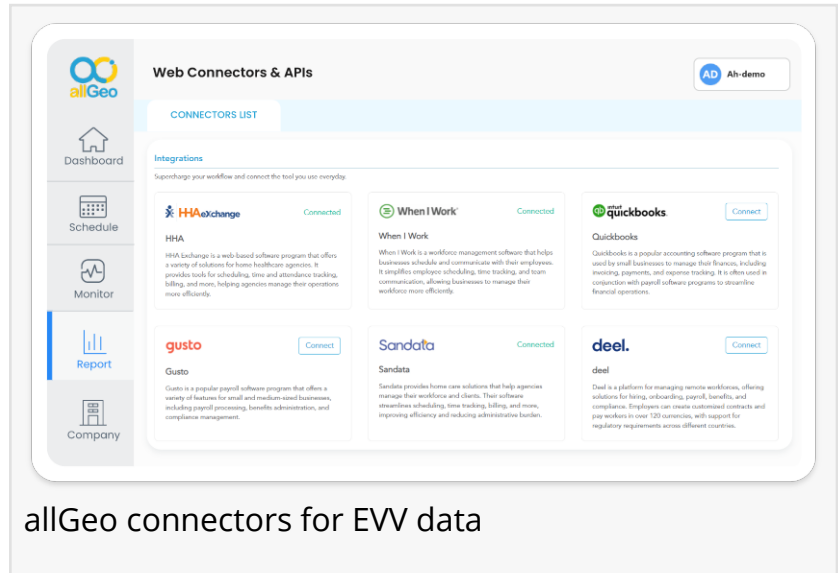 allGeo
Web Connectors & APIs
AD Ah-demo
CONNECTORS LIST
Dashboard
Schedule
Monitor
Report
Company
Integrations
Supercharge your workflow and connect the tool you use everyday.
HHAeXchange Connected
HHA
HHA Exchange is a web-based software program that offers
a variety of solutions for home healthcare agencies. It
provides tools for scheduling, time and attendance tracking,
billing, and more, helping agencies manage their operations
more efficiently.
When I Work Connected
When I Work
When I Work is a workforce management software that helps
businesses schedule and communicate with their employees.
It simplifies employee scheduling, time tracking, and team
communication, allowing businesses to manage their
workforce more efficiently.
qb intuit quickbooks. Connect
Quickbooks
Quickbooks is a popular accounting software program that is
used by small businesses to manage their finances, including
invoicing, payments, and expense tracking. It is often used in
conjunction with payroll software programs to streamline
financial operations.
gusto Connect
Gusto
Gusto is a popular payroll software program that offers a
variety of features for small and medium-sized businesses,
including payroll processing, benefits administration, and
compliance management.
Sandata Connected
Sandata
Sandata provides home care solutions that help agencies
manage their workforce and clients. Their software
streamlines scheduling, time tracking, billing, and more,
improving efficiency and reducing administrative burden.
deel. Connect
deel
Deel is a platform for managing remote workforces, offering
solutions for hiring, onboarding, payroll, benefits, and
compliance. Employers can create customized contracts and
pay workers in over 120 currencies, with support for
regulatory requirements across different countries.
allGeo connectors for EVV data